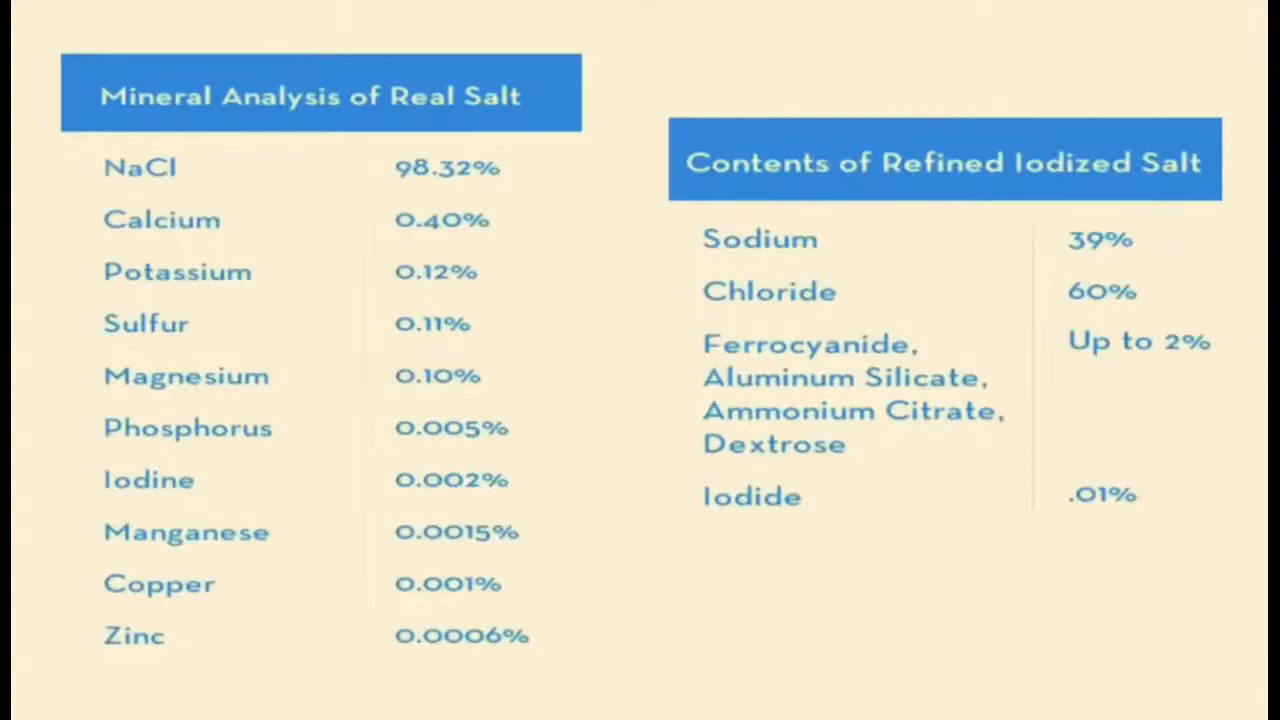 Mineral Analysis of Real Salt
NaCl 98.32%
Calcium 0.40%
Potassium 0.12%
Sulfur 0.11%
Magnesium 0.10%
Phosphorus 0.005%
Iodine 0.002%
Manganese 0.0015%
Copper 0.001%
Zinc 0.0006%
Contents of Refined Iodized Salt
Sodium 39%
Chloride 60%
Ferrocyanide, Up to 2%
Aluminum Silicate,
Ammonium Citrate,
Dextrose
Iodide .01%